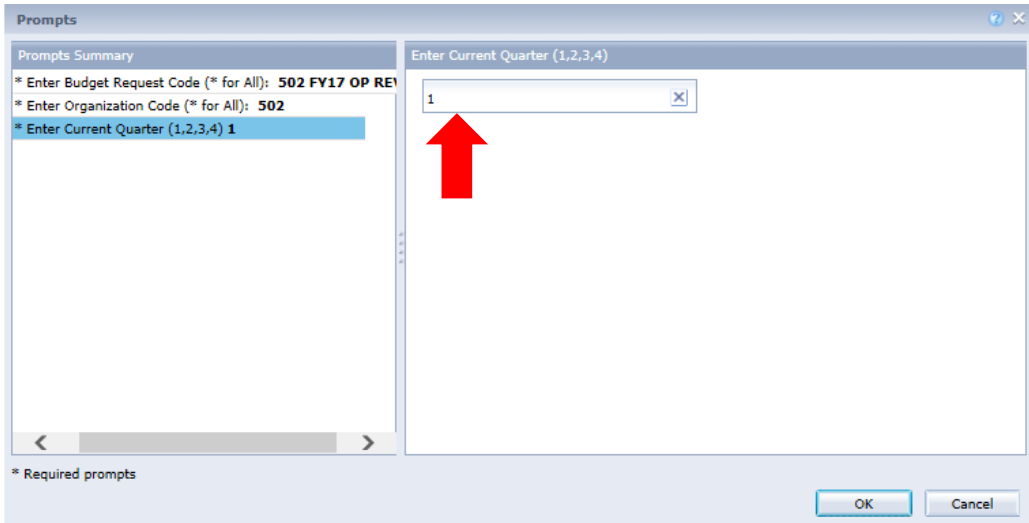 Prompts
Prompts Summary
* Enter Budget Request Code (* for All): 502 FY17 OP REV
* Enter Organization Code (* for All): 502
* Enter Current Quarter (1,2,3,4) 1
Enter Current Quarter (1,2,3,4)
1
* Required prompts
OK
Cancel